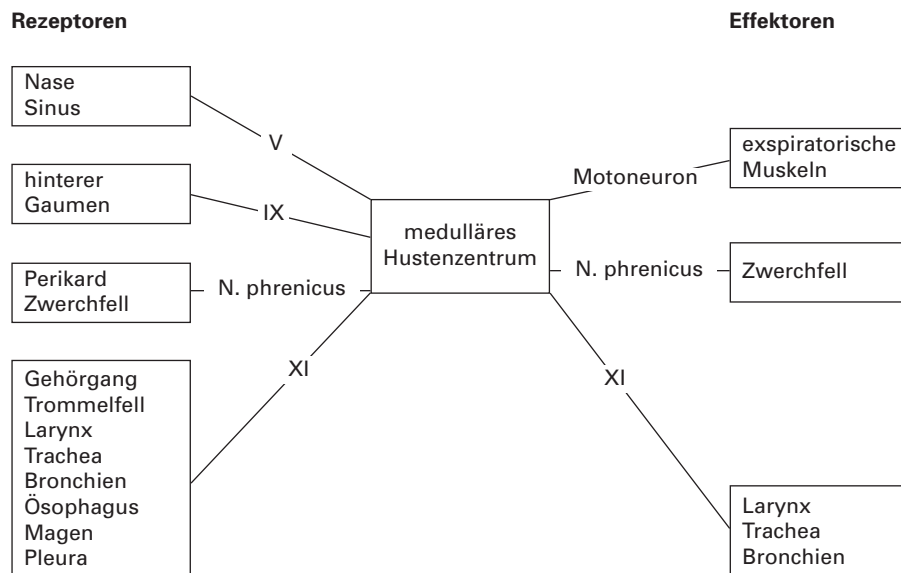 Rezeptoren
Effektoren
Nase
Sinus
V
hinterer
Gaumen
IX
Perikard
Zwerchfell
N. phrenicus
Gehörgang
Trommelfell
Larynx
Trachea
Bronchien
Ösophagus
Magen
Pleura
XI
medulläres
Hustenzentrum
Motoneuron
exspiratorische
Muskeln
N. phrenicus
Zwerchfell
XI
Larynx
Trachea
Bronchien